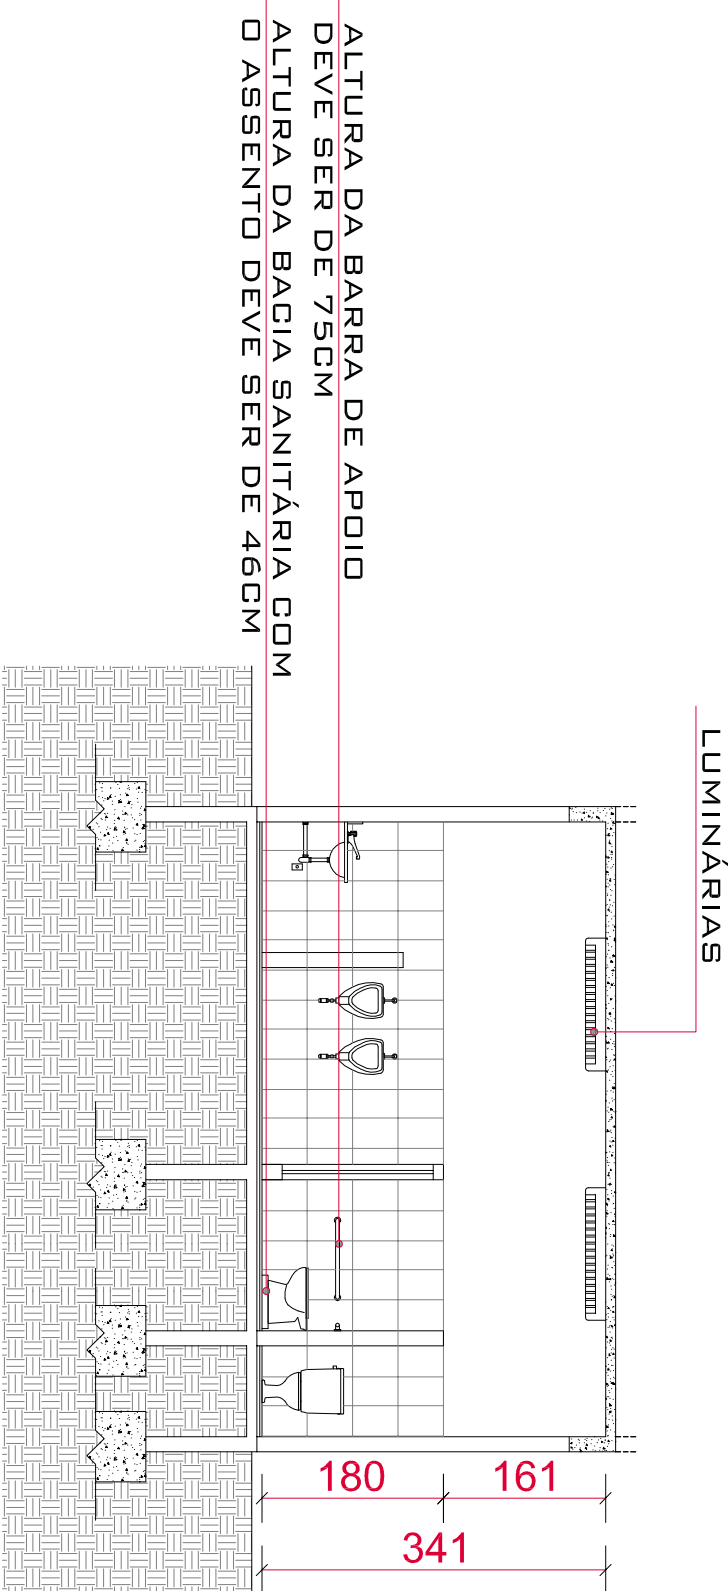 LUMINÁRIAS
ALTURA DA BARRA DE APOIO
DEVE SER DE 75CM
ALTURA DA BACIA SANITÁRIA COM
O ASSENTO DEVE SER DE 46CM
180
161
341